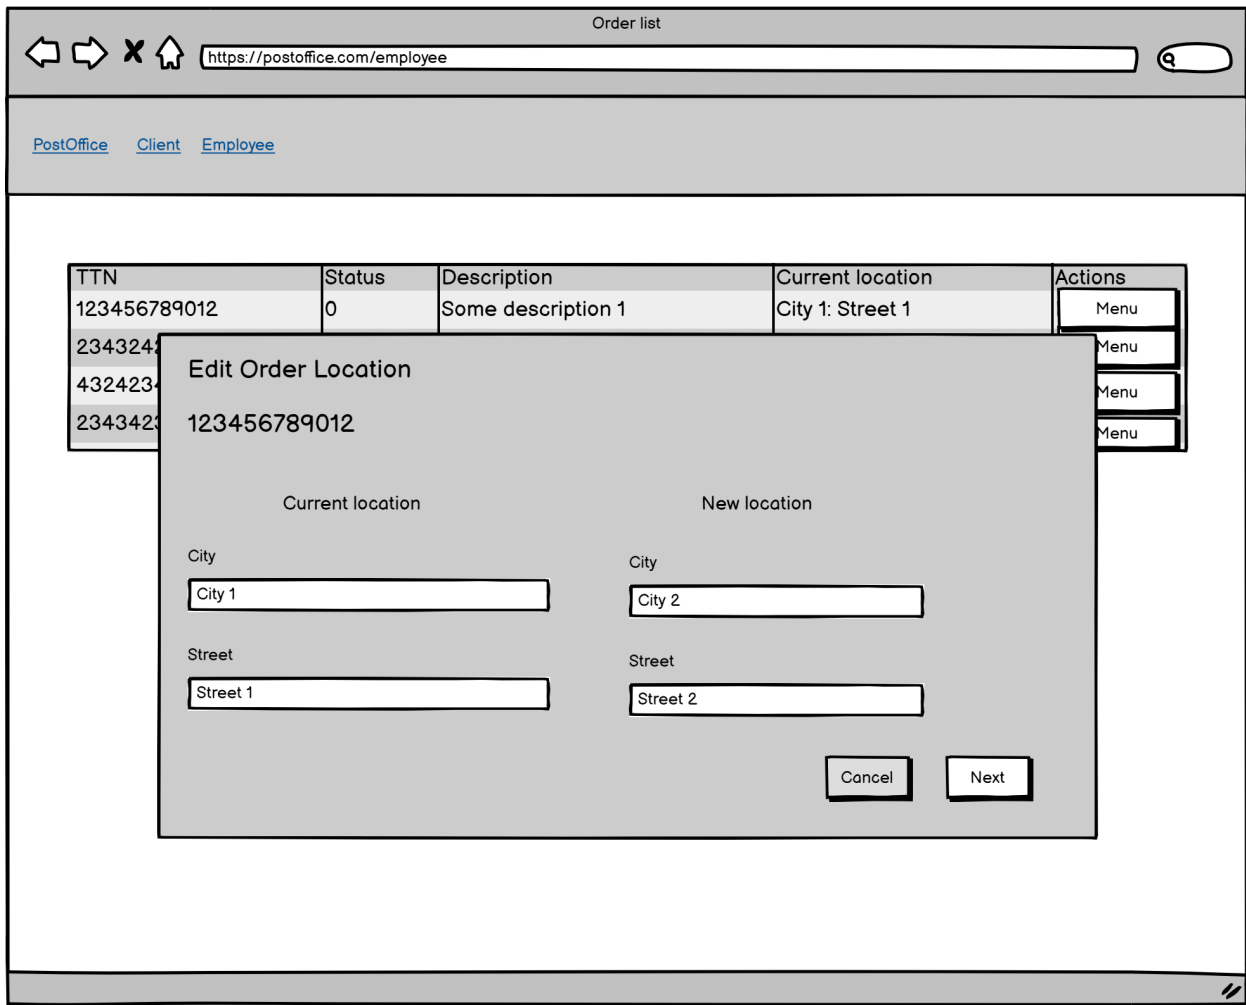 Order list
https://postoffice.com/employee
PostOffice Client Employee
TTN Status Description Current location Actions
123456789012 0 Some description 1 City 1: Street 1 Menu
Menu
Menu
Menu
Edit Order Location
123456789012
Current location New location
City City
City 1 City 2
Street Street
Street 1 Street 2
Cancel Next